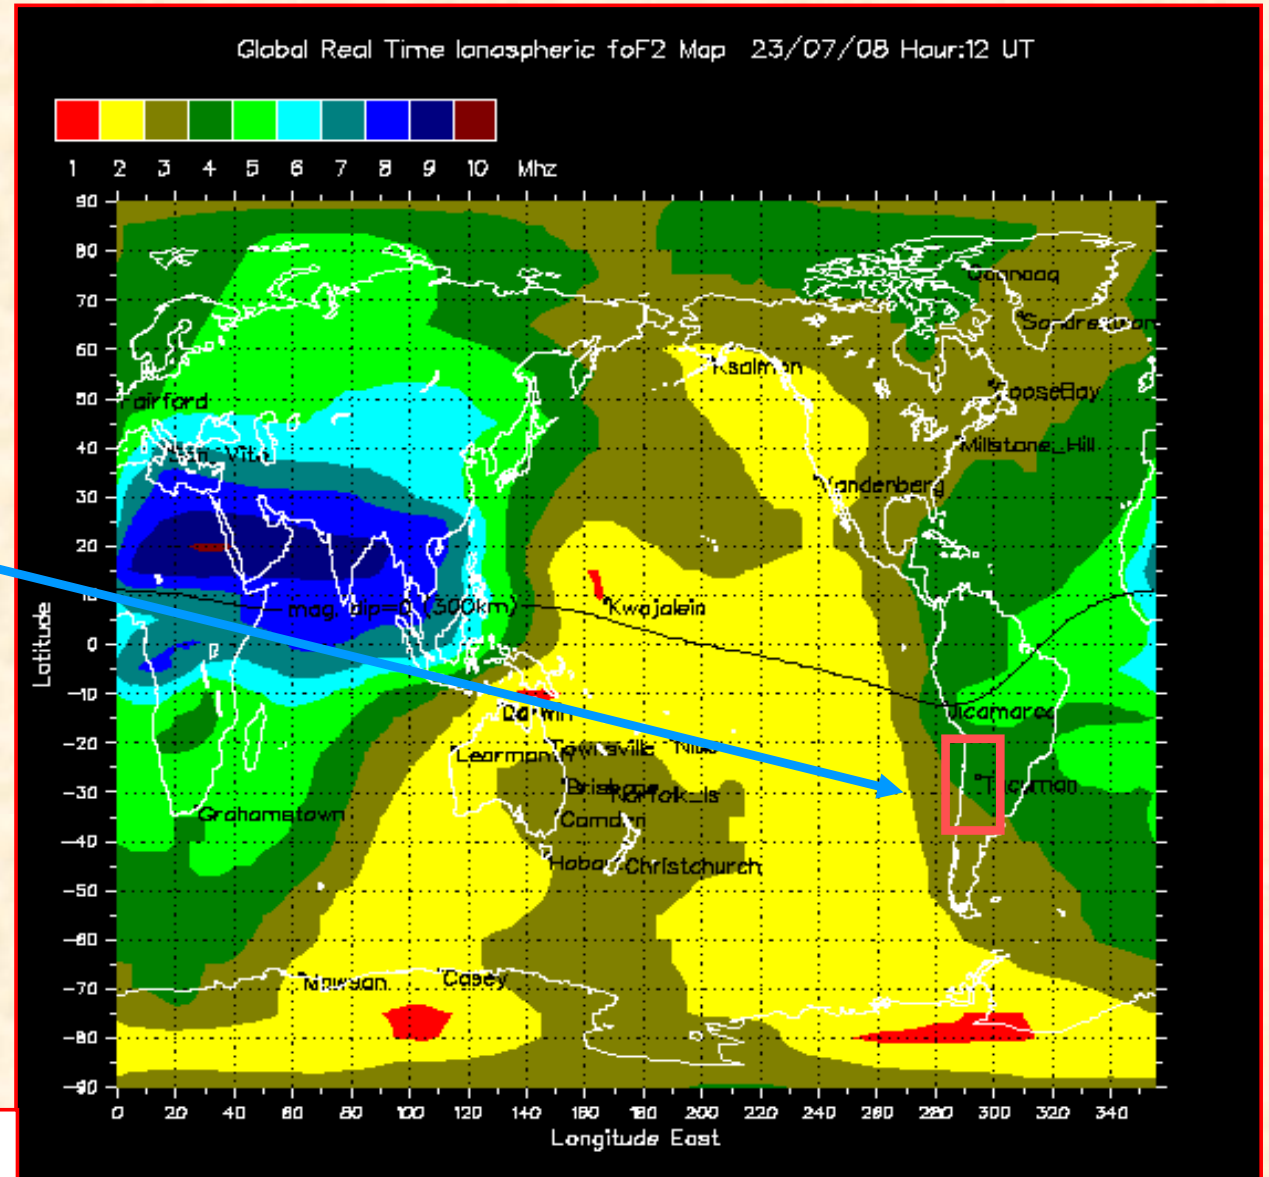 Global Real Time Ionospheric foF2 Map 23/07/08 Hour:12 UT
1 2 3 4 5 6 7 8 9 10 Mhz
90
80
Qaanaaq
70
Sondrestrom
60
Ksalmon
50
Fairford
GooseBay
40
San_Vito
Millstone_Hill
30
Vandenberg
20
10
mag. dip=0 (300km)
Kwajalein
0
Latitude
-10
Darwin
Jicamarca
-20
Learmonth
Townsville
Niue
-30
Brisbane
Norfolk_Is
Tucuman
Grahamstown
Camden
-40
Hobart
Christchurch
-50
-60
-70
Mawson
Casey
-80
-90
0 20 40 60 80 100 120 140 160 180 200 220 240 260 280 300 320 340
Longitude East